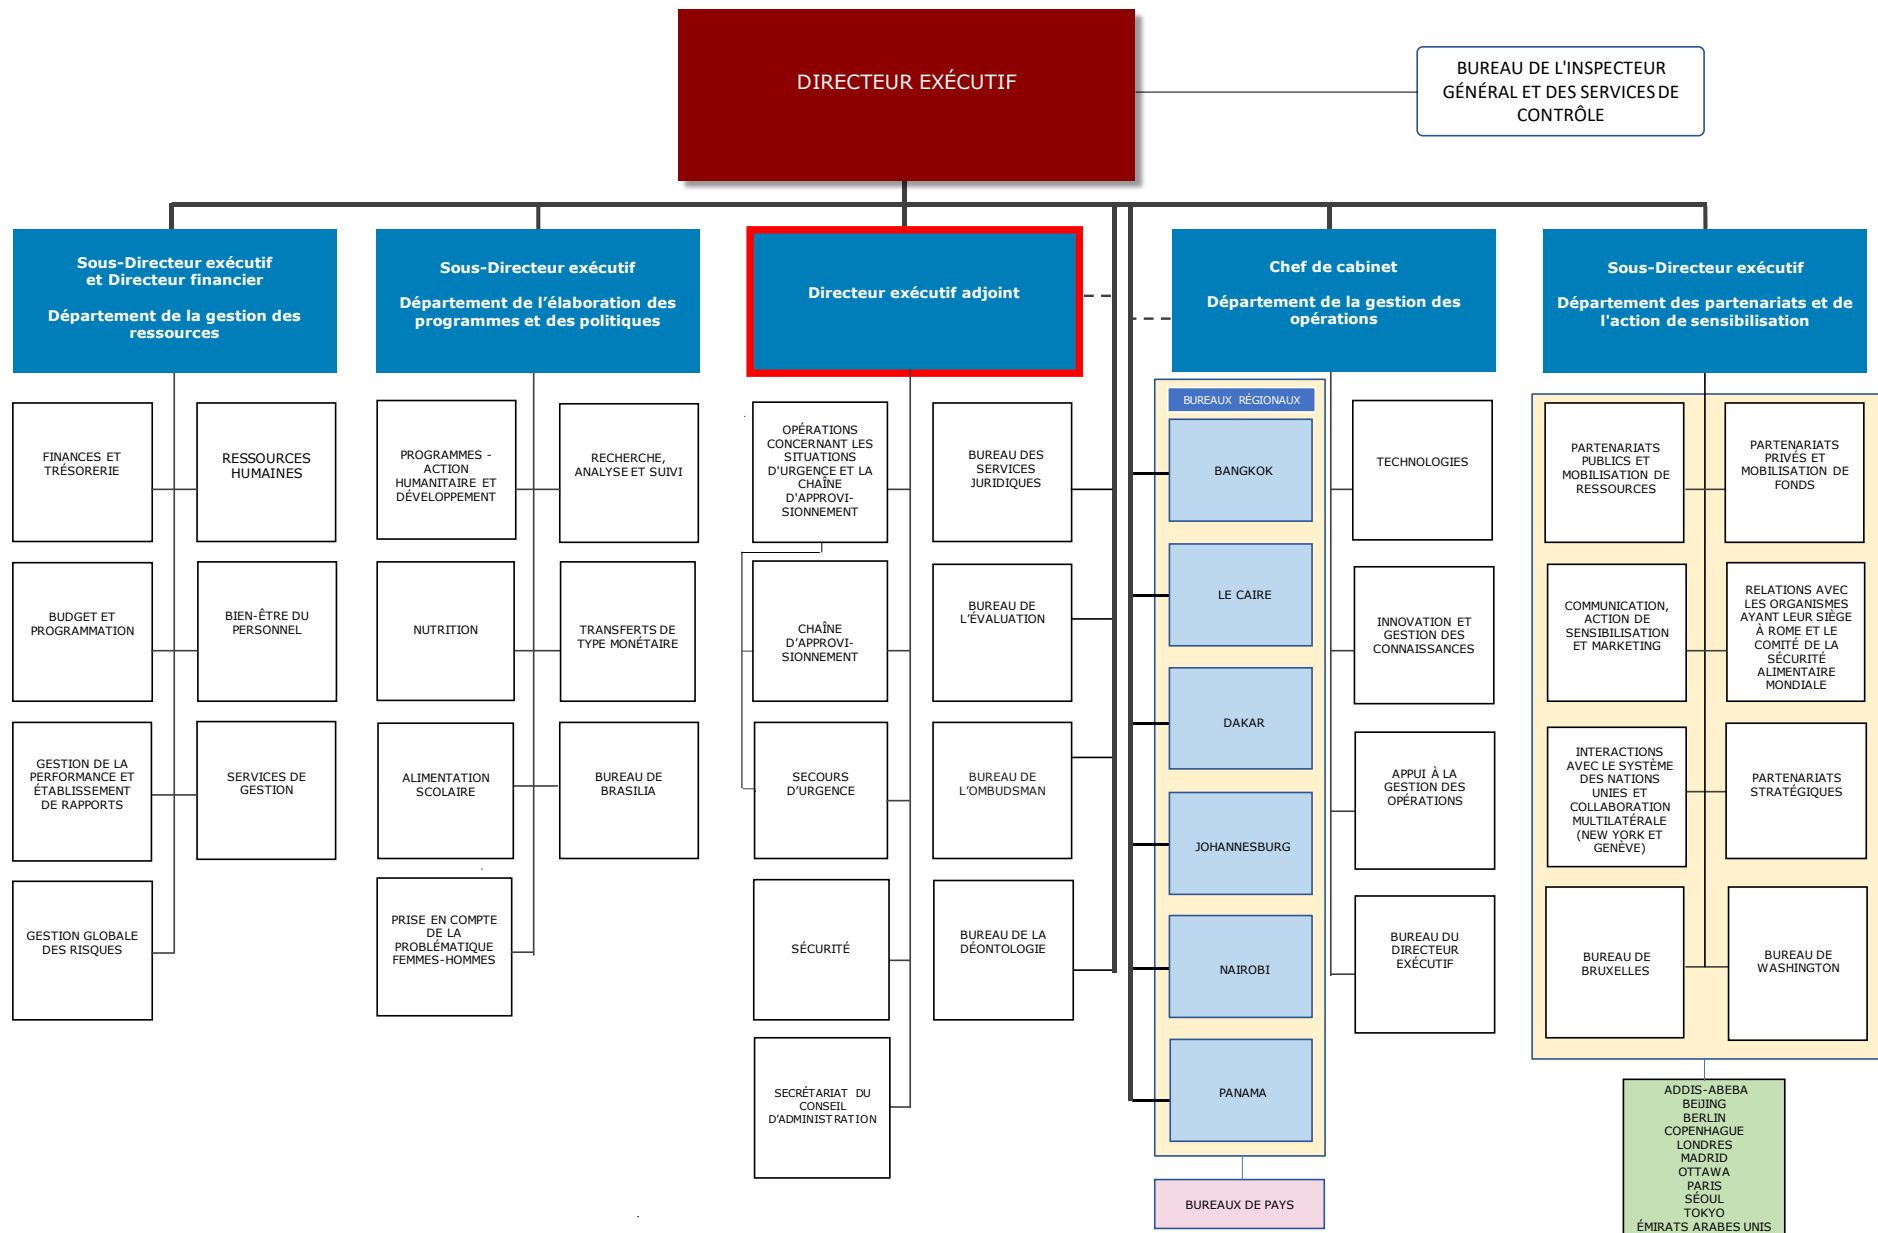 DIRECTEUR EXÉCUTIF
BUREAU DE L'INSPECTEUR
GÉNÉRAL ET DES SERVICES DE
CONTRÔLE
Sous-Directeur exécutif
et Directeur financier
Département de la gestion des
ressources
Sous-Directeur exécutif
Département de l’élaboration des
programmes et des politiques
Directeur exécutif adjoint
Chef de cabinet
Département de la gestion des
opérations
Sous-Directeur exécutif
Département des partenariats et de
l'action de sensibilisation
FINANCES ET
TRÉSORERIE
RESSOURCES
HUMAINES
BUDGET ET
PROGRAMMATION
BIEN-ÊTRE DU
PERSONNEL
GESTION DE LA
PERFORMANCE ET
ÉTABLISSEMENT
DE RAPPORTS
SERVICES DE
GESTION
GESTION GLOBALE
DES RISQUES
PROGRAMMES -
ACTION
HUMANITAIRE ET
DÉVELOPPEMENT
RECHERCHE,
ANALYSE ET SUIVI
NUTRITION
TRANSFERTS DE
TYPE MONÉTAIRE
ALIMENTATION
SCOLAIRE
BUREAU DE
BRASILIA
PRISE EN COMPTE
DE LA
PROBLÉMATIQUE
FEMMES-HOMMES
OPÉRATIONS
CONCERNANT LES
SITUATIONS
D'URGENCE ET LA
CHAÎNE
D'APPROVI-
SIONNEMENT
BUREAU DES
SERVICES
JURIDIQUES
CHAÎNE
D’APPROVI-
SIONNEMENT
BUREAU DE
L’ÉVALUATION
SECOURS
D’URGENCE
BUREAU DE
L’OMBUDSMAN
SÉCURITÉ
BUREAU DE LA
DÉONTOLOGIE
SECRÉTARIAT DU
CONSEIL
D’ADMINISTRATION
BUREAUX RÉGIONAUX
BANGKOK
LE CAIRE
DAKAR
JOHANNESBURG
NAIROBI
PANAMA
BUREAUX DE PAYS
TECHNOLOGIES
INNOVATION ET
GESTION DES
CONNAISSANCES
APPUI À LA
GESTION DES
OPÉRATIONS
BUREAU DU
DIRECTEUR
EXÉCUTIF
PARTENARIATS
PUBLICS ET
MOBILISATION DE
RESSOURCES
PARTENARIATS
PRIVÉS ET
MOBILISATION DE
FONDS
COMMUNICATION,
ACTION DE
SENSIBILISATION
ET MARKETING
RELATIONS AVEC
LES ORGANISMES
AYANT LEUR SIÈGE
À ROME ET LE
COMITÉ DE LA
SÉCURITÉ
ALIMENTAIRE
MONDIALE
INTERACTIONS
AVEC LE SYSTÈME
DES NATIONS
UNIES ET
COLLABORATION
MULTILATÉRALE
(NEW YORK ET
GENÈVE)
PARTENARIATS
STRATÉGIQUES
BUREAU DE
BRUXELLES
BUREAU DE
WASHINGTON
ADDIS-ABEBA
BEIJING
BERLIN
COPENHAGUE
LONDRES
MADRID
OTTAWA
PARIS
SÉOUL
TOKYO
ÉMIRATS ARABES UNIS